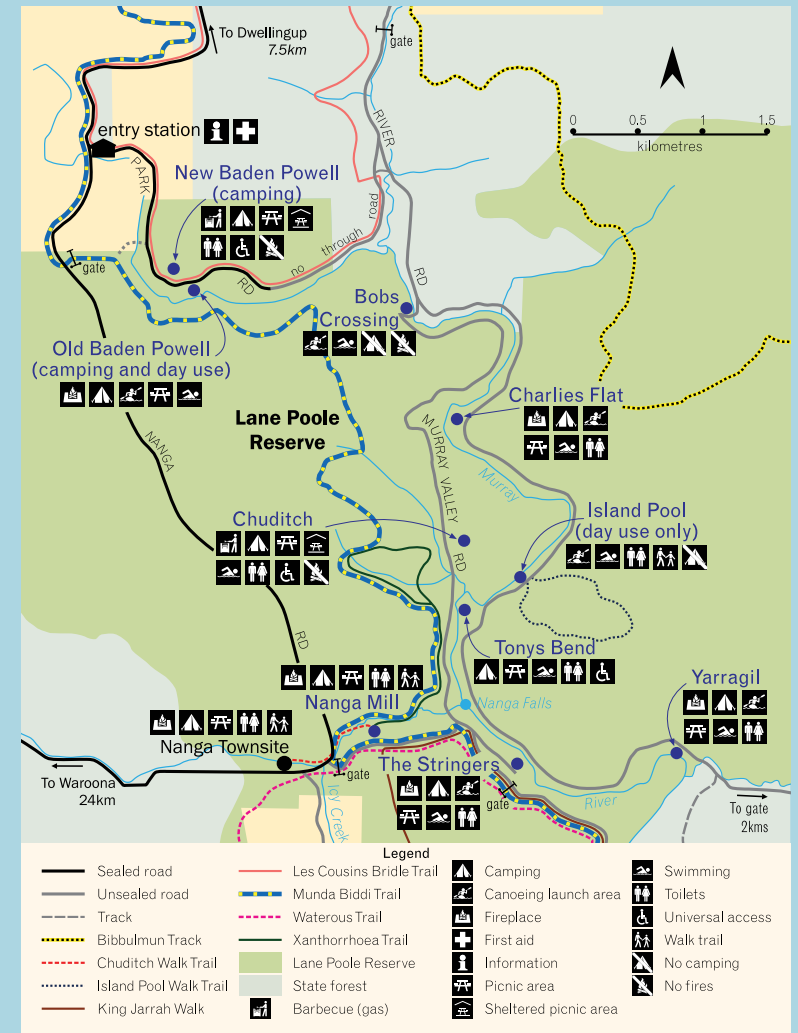 To Dwellingup
7.5km
gate
0 0.5 1 1.5
kilometres
RIVER
entry station
PARK
New Baden Powell
(camping)
road
through
no
gate
RD
RD
Bobs
Crossing
Old Baden Powell
(camping and day use)
Charlies Flat
Lane Poole
Reserve
MURRAY VALLEY
NANGA
Murray
Island Pool
(day use only)
Chuditch
RD
RD
Tonys Bend
Yarragil
Nanga Mill
Nanga Falls
Nanga Townsite
The Stringers
gate
To Waroona
24km
Icy Creek
gate
River
To gate
2kms
Legend
Sealed road
Unsealed road
Track
Bibbulmun Track
Chuditch Walk Trail
Island Pool Walk Trail
King Jarrah Walk
Les Cousins Bridle Trail
Munda Biddi Trail
Waterous Trail
Xanthorrhoea Trail
Lane Poole Reserve
State forest
Barbecue (gas)
Camping
Canoeing launch area
Fireplace
First aid
Information
Picnic area
Sheltered picnic area
Swimming
Toilets
Universal access
Walk trail
No camping
No fires